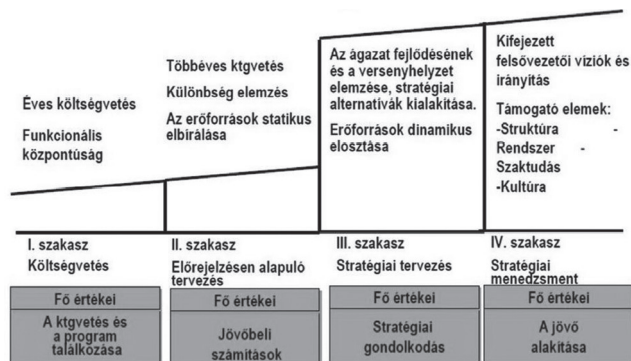 Éves költségvetés
Funkcionális
központúság
Többéves ktgvetés
Különbség elemzés
Az erőforrások statikus
elbirálása
Az ágazat fejlődésének
és a versenyhelyzet
elemzése, stratégiai
alternatívák kialakitása.
Erőforrások dinamikus
elosztása
Kifejezett
felsővezetői víziók és
irányítás
Támogató elemek:
-Struktúra -
Rendszer -
Szaktudás
-Kultúra
I. szakasz
Költségvetés
II. szakasz
Előrejelzésen alapuló
tervezés
III. szakasz
Stratégiai tervezés
IV. szakasz
Stratégiai
menedzsment
Fő értékei
A ktgvetés és
a program
találkozása
Fő értékei
Jövőbeli
számítások
Fő értékei
Stratégiai
gondolkodás
Fő értékei
A jövő
alakítása